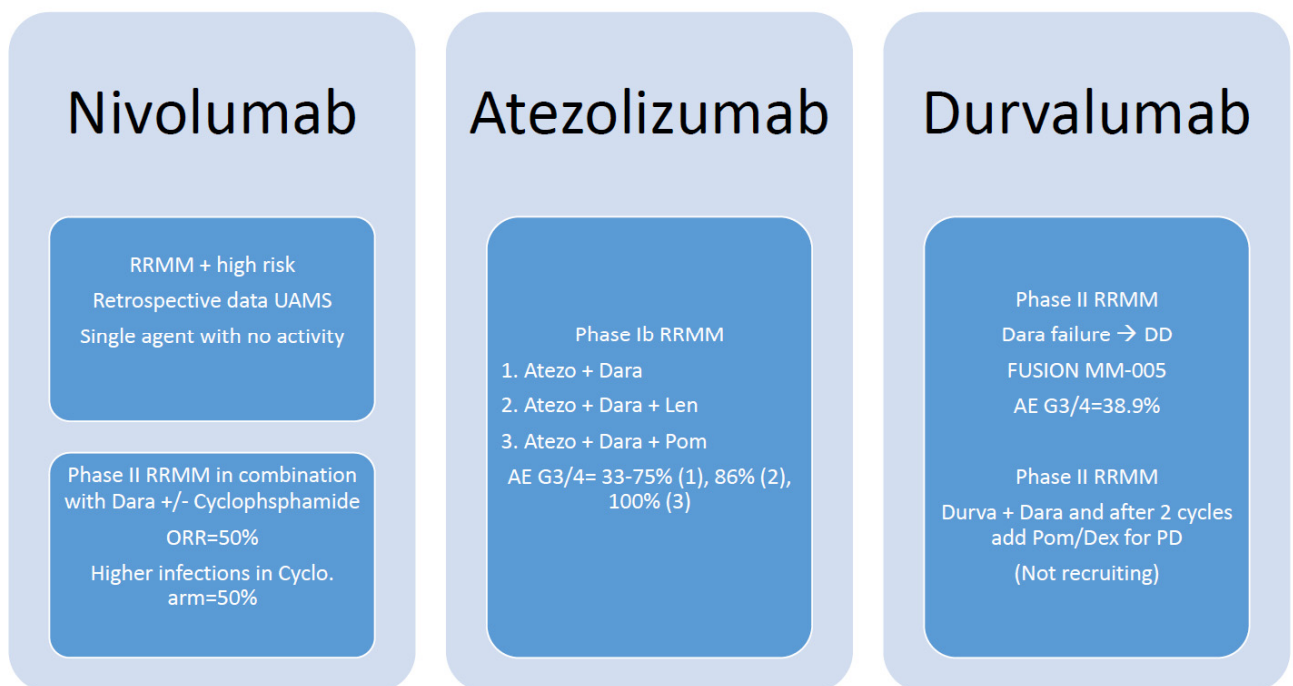 Nivolumab
RRMM + high risk
Retrospective data UAMS
Single agent with no activity
Phase II RRMM in combination
with Dara +/- Cyclophsphamide
ORR=50%
Higher infections in Cyclo.
arm=50%
Atezolizumab
Phase Ib RRMM
1. Atezo + Dara
2. Atezo + Dara + Len
3. Atezo + Dara + Pom
AE G3/4= 33-75% (1), 86% (2),
100% (3)
Durvalumab
Phase II RRMM
Dara failure → DD
FUSION MM-005
AE G3/4=38.9%
Phase II RRMM
Durva + Dara and after 2 cycles
add Pom/Dex for PD
(Not recruiting)